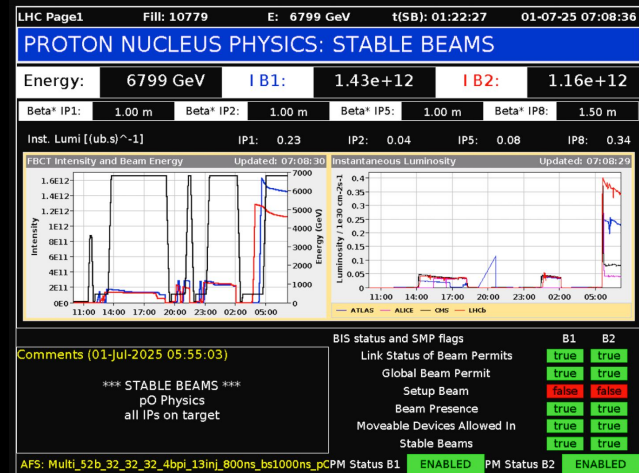 LHC Page1 Fill: 10779 E: 6799 GeV t(SB): 01:22:27 01-07-25 07:08:36
PROTON NUCLEUS PHYSICS: STABLE BEAMS
Energy: 6799 GeV I B1: 1.43e+12 I B2: 1.16e+12
Beta* IP1: 1.00 m Beta* IP2: 1.00 m Beta* IP5: 1.00 m Beta* IP8: 1.50 m
Inst. Lumi [(ub.s)^-1] IP1: 0.23 IP2: 0.04 IP5: 0.08 IP8: 0.34
FBCT Intensity and Beam Energy Updated: 07:08:30
Intensity
1.6E12
1.4E12
1.2E12
1E12
8E11
6E11
4E11
2E11
0E0
7000
6000
5000
4000
3000
2000
1000
0
Energy (GeV)
11:00 14:00 17:00 20:00 23:00 02:00 05:00
Instantaneous Luminosity Updated: 07:08:29
Luminosity / 1e30 cm-2s-1
0.4
0.35
0.3
0.25
0.2
0.15
0.1
0.05
0
11:00 14:00 17:00 20:00 23:00 02:00 05:00
ATLAS ALICE CMS LHCb
Comments (01-Jul-2025 05:55:03)
*** STABLE BEAMS ***
pO Physics
all IPs on target
BIS status and SMP flags B1 B2
Link Status of Beam Permits true true
Global Beam Permit true true
Setup Beam false false
Beam Presence true true
Moveable Devices Allowed In true true
Stable Beams true true
AFS: Multi_52b_32_32_32_4bpi_13inj_800ns_bs1000ns_pO PM Status B1 ENABLED PM Status B2 ENABLED